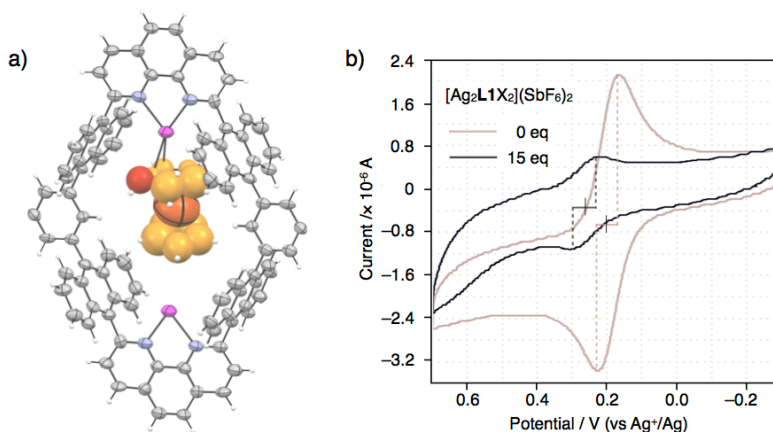 a)
b)
[Ag₂L1X₂](SbF₆)₂
0 eq
15 eq
2.4
1.6
0.8
0
−0.8
−1.6
−2.4
−3.2
Current /× 10⁻⁶ A
0.6
0.4
0.2
0.0
−0.2
Potential / V (vs Ag⁺/Ag)